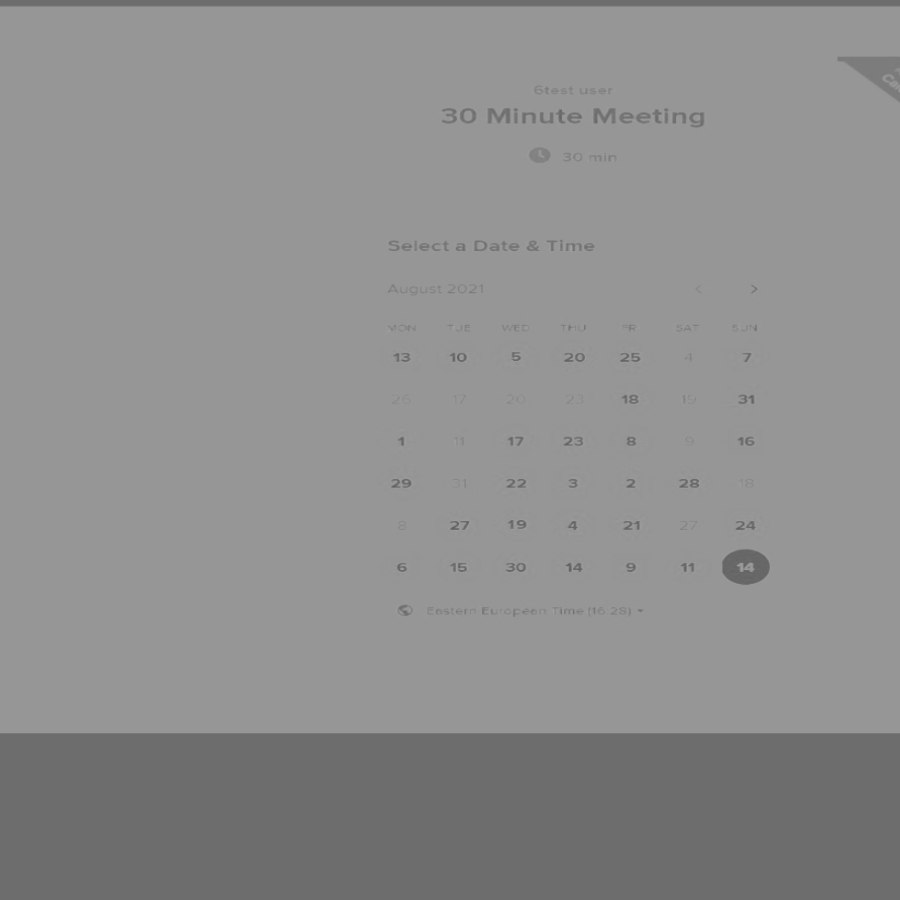 6test user
30 Minute Meeting
30 min
Select a Date & Time
August 2021
MON TUE WED THU FRI SAT SUN
13 10 5 20 25 4 7
26 17 20 23 18 19 31
1 11 17 23 8 9 16
29 31 22 3 2 28 18
8 27 19 4 21 27 24
6 15 30 14 9 11 14
Eastern European Time (16:28)